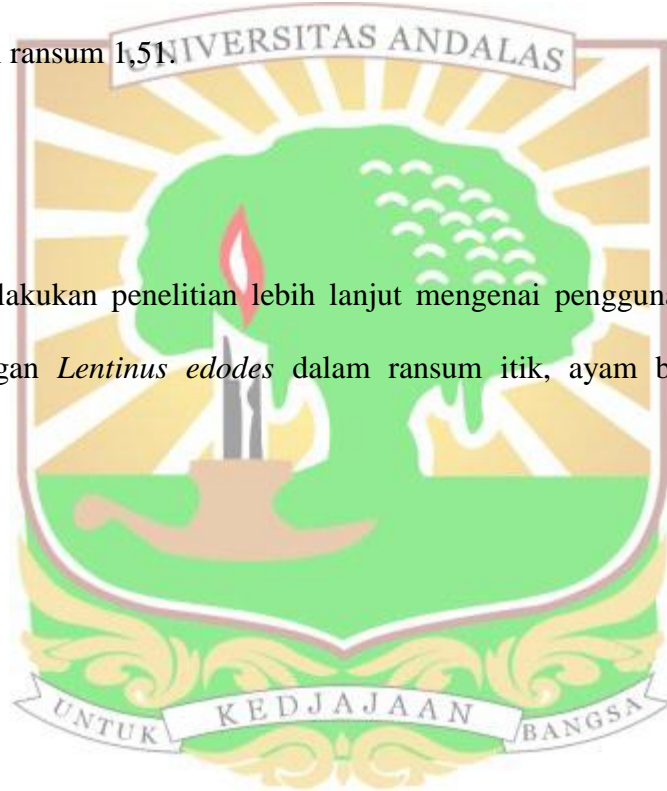 UNIVERSITAS ANDALAS
ransum 1,51.
lakukan penelitian lebih lanjut mengenai
gan Lentinus edodes dalam ransum itik, ayam
UNTUK KEDJAJAAN BANGSA